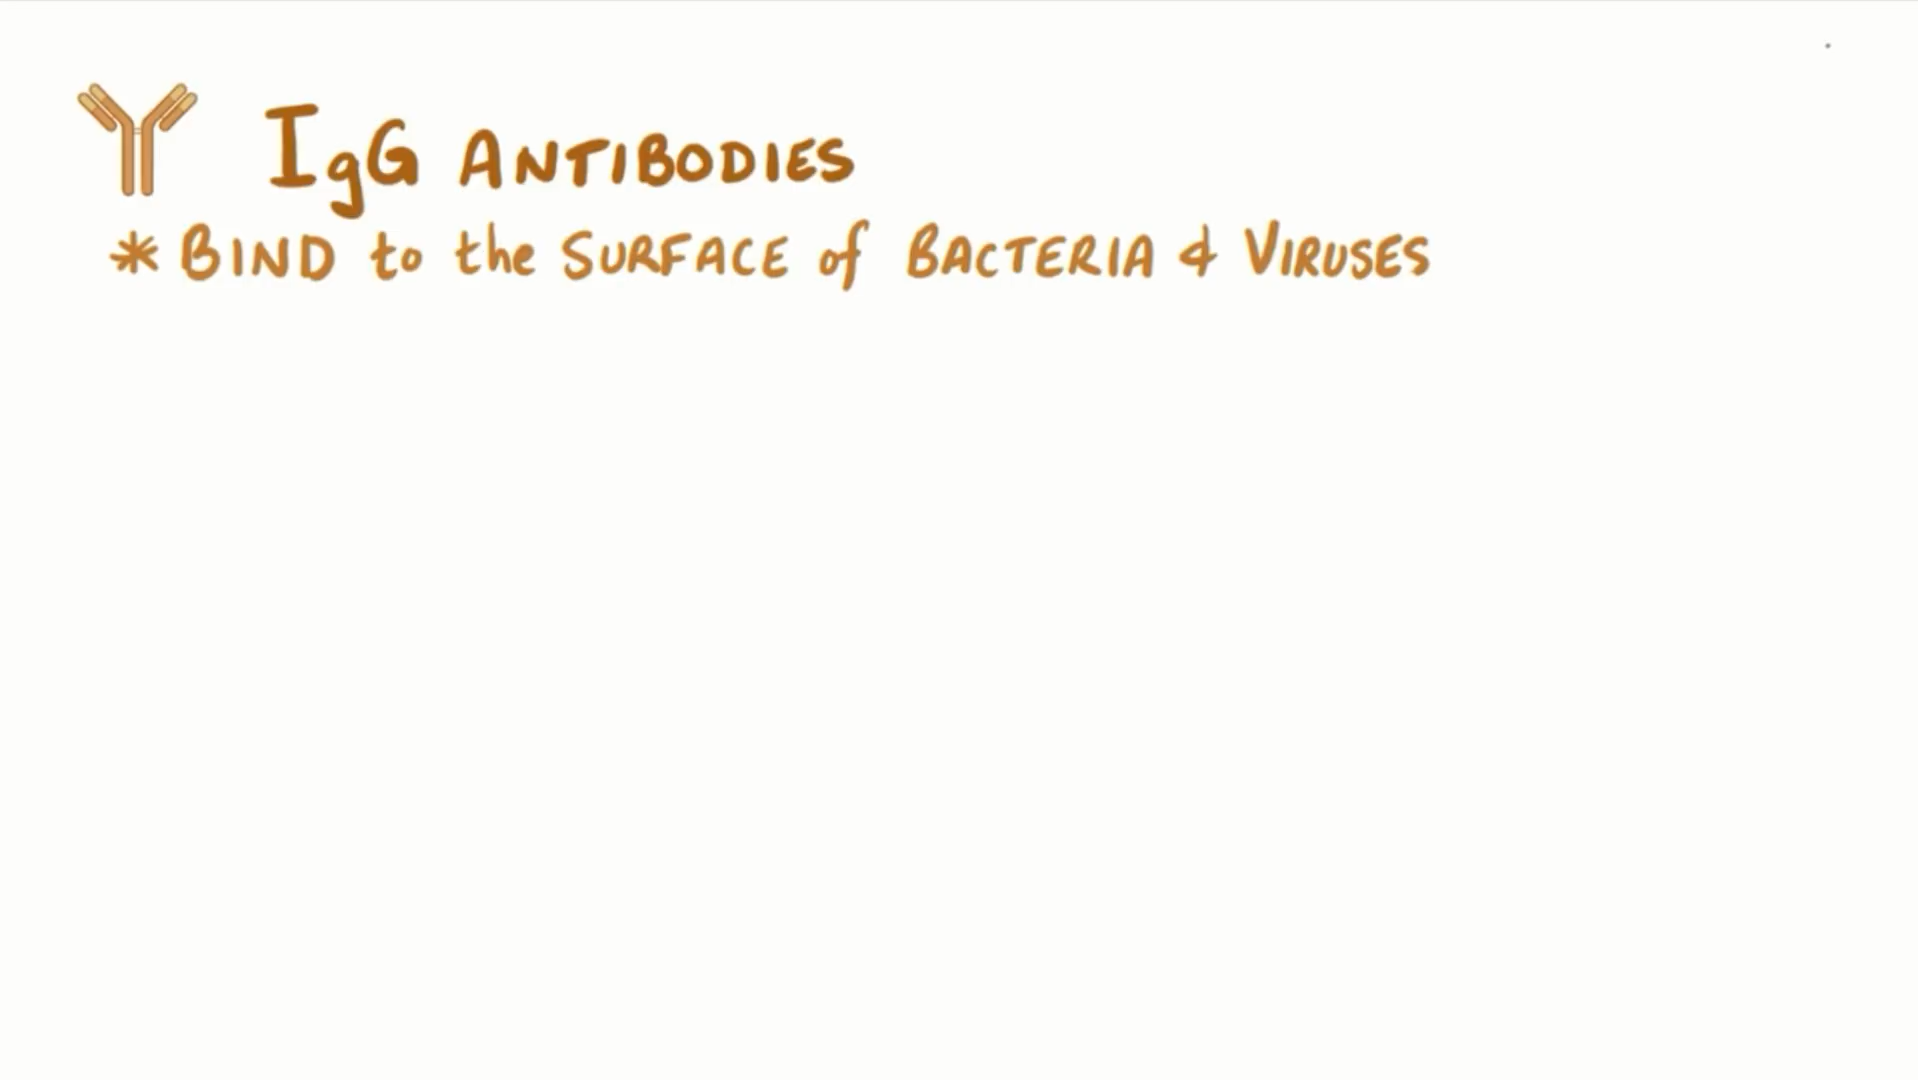 IgG ANTIBODIES
* BIND to the SURFACE of BACTERIA & VIRUSES